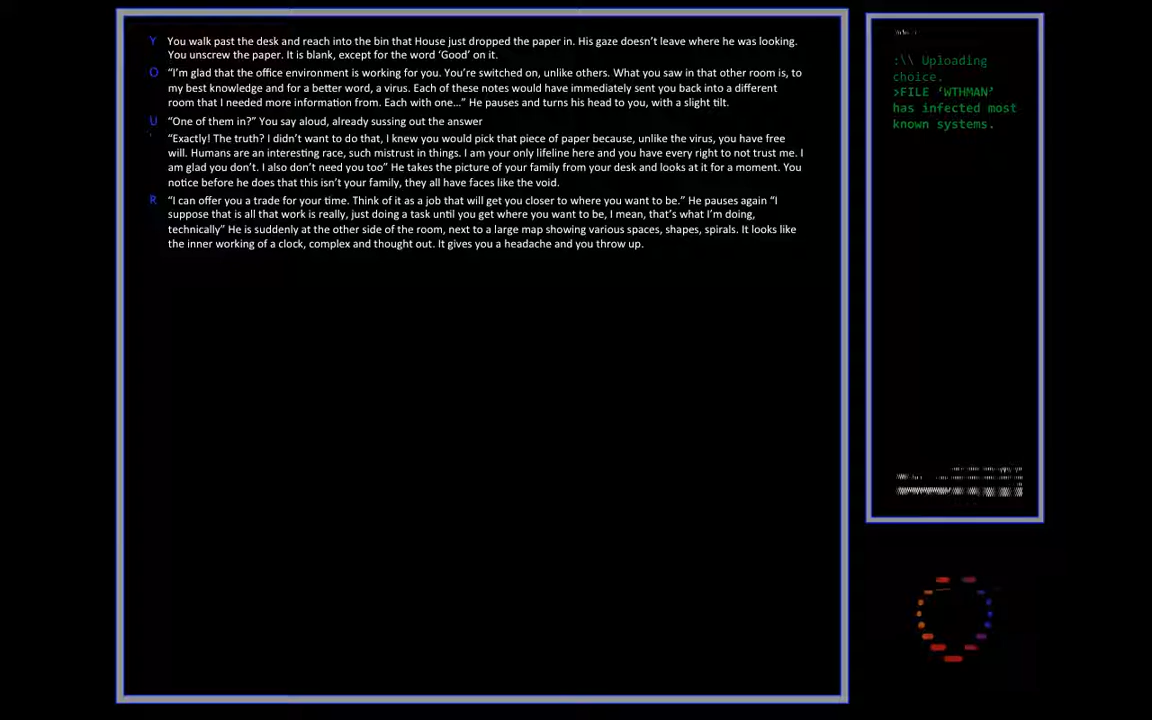 Y You walk past the desk and reach into the bin that House just dropped the paper in. His gaze doesn’t leave where he was looking.
You unscrew the paper. It is blank, except for the word ‘Good’ on it.
O “I’m glad that the office environment is working for you. You’re switched on, unlike others. What you saw in that other room is, to
my best knowledge and for a better word, a virus. Each of these notes would have immediately sent you back into a different
room that I needed more information from. Each with one...” He pauses and turns his head to you, with a slight tilt.
U “One of them in?” You say aloud, already sussing out the answer
' “Exactly! The truth? I didn’t want to do that, I knew you would pick that piece of paper because, unlike the virus, you have free
will. Humans are an interesting race, such mistrust in things. I am your only lifeline here and you have every right to not trust me. I
am glad you don’t. I also don’t need you too” He takes the picture of your family from your desk and looks at it for a moment. You
notice before he does that this isn’t your family, they all have faces like the void.
R “I can offer you a trade for your time. Think of it as a job that will get you closer to where you want to be.” He pauses again “I
suppose that is all that work is really, just doing a task until you get where you want to be, I mean, that’s what I’m doing,
technically” He is suddenly at the other side of the room, next to a large map showing various spaces, shapes, spirals. It looks like
the inner working of a clock, complex and thought out. It gives you a headache and you throw up.
:\\ Uploading
choice.
>FILE ‘WTHMAN’
has infected most
known systems.